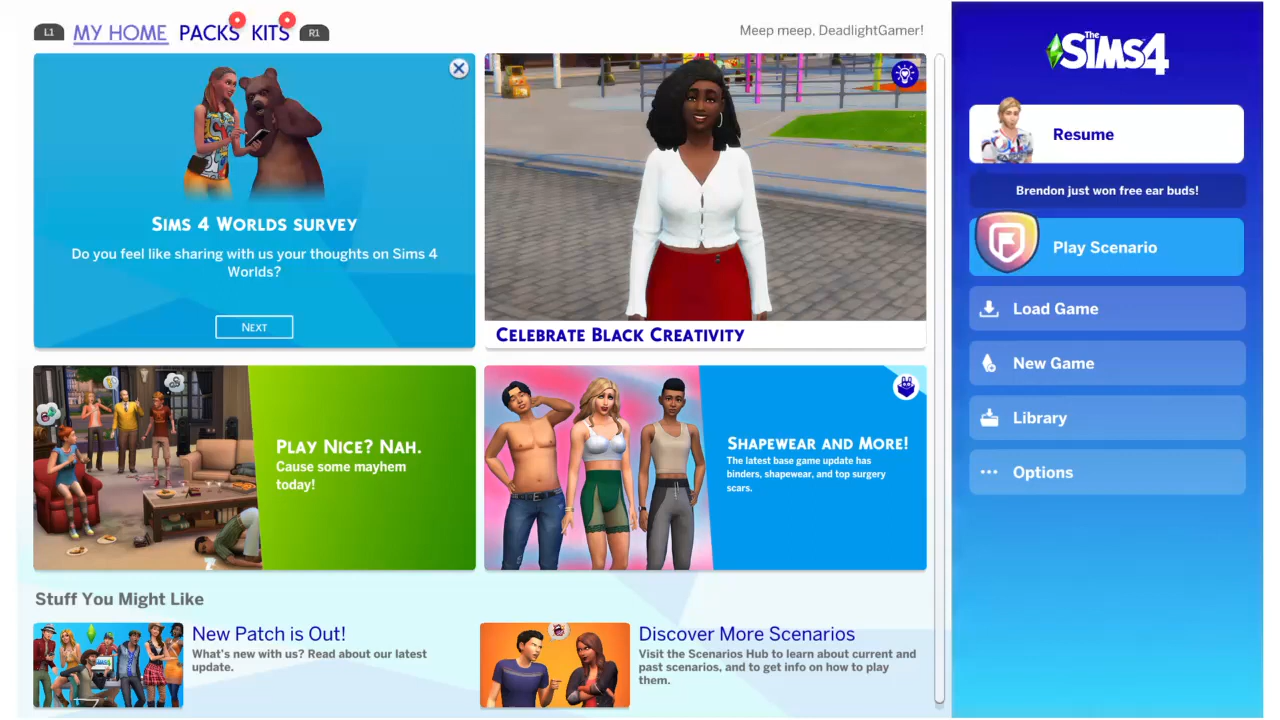 L1 MY HOME PACKS KITS R1
Meep meep, DeadlightGamer!
SIMS 4 WORLDS SURVEY
Do you feel like sharing with us your thoughts on Sims 4
Worlds?
NEXT
CELEBRATE BLACK CREATIVITY
PLAY NICE? NAH.
Cause some mayhem
today!
SHAPEWEAR AND MORE!
The latest base game update has
binders, shapewear, and top surgery
scars.
Stuff You Might Like
New Patch is Out!
What's new with us? Read about our latest
update.
Discover More Scenarios
Visit the Scenarios Hub to learn about current and
past scenarios, and to get info on how to play
them.
The SIMS 4
Resume
Brendon just won free ear buds!
Play Scenario
Load Game
New Game
Library
Options